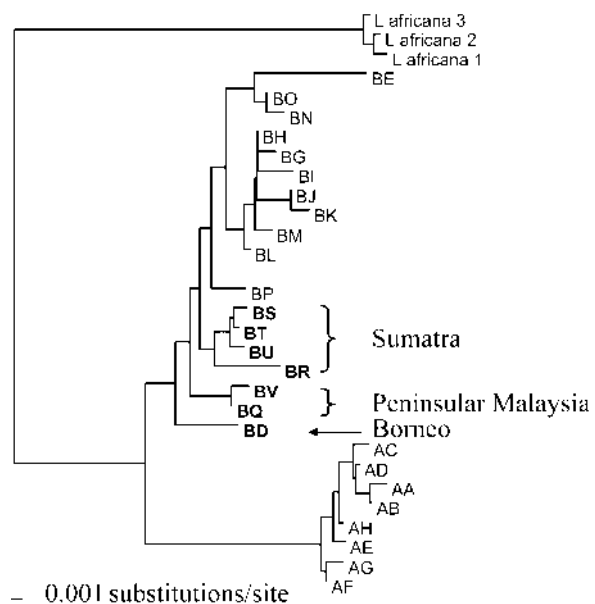 L africana 3
L africana 2
L africana 1
BE
BO
BN
BH
BG
BI
BJ
BK
BM
BL
BP
BS
BT
BU
BR
Sumatra
BV
BQ
Peninsular Malaysia
BD
Borneo
AC
AD
AA
AB
AH
AE
AG
AF
0.001 substitutions/site